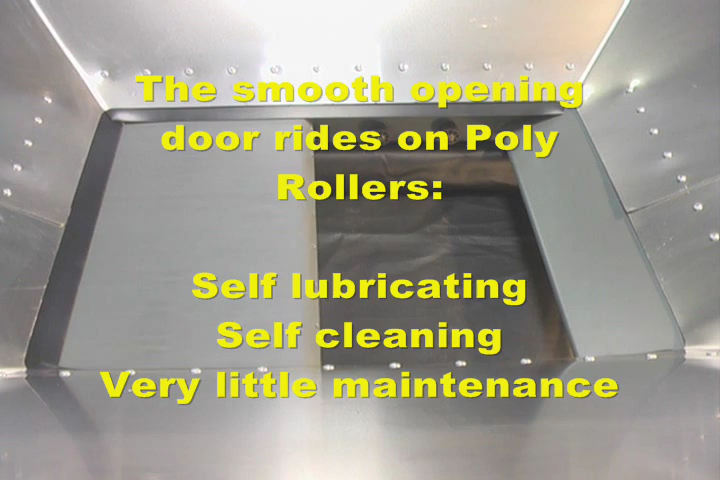 The smooth opening
door rides on Poly
Rollers:
Self lubricating
Self cleaning
Very little maintenance